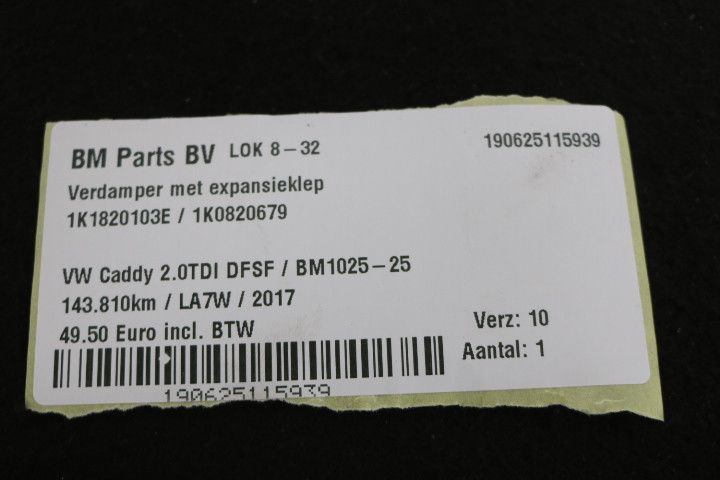 BM Parts BV LOK 8-32 190625115939
Verdamper met expansieklep
1K1820103E / 1K0820679
VW Caddy 2.0TDI DFSF / BM1025-25
143.810km / LA7W / 2017
49.50 Euro incl. BTW
Verz: 10
Aantal: 1
190625115939